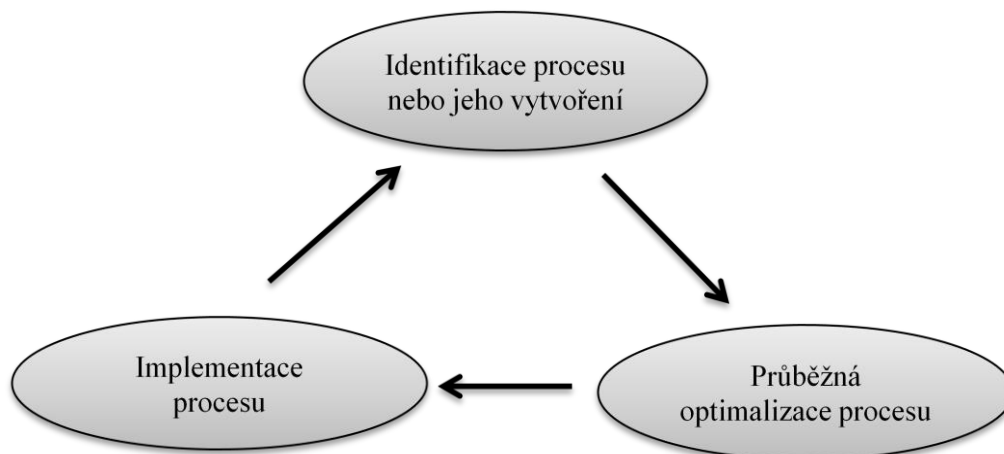 Identifikace procesu
nebo jeho vytvoření
Implementace
procesu
Průběžná
optimalizace procesu